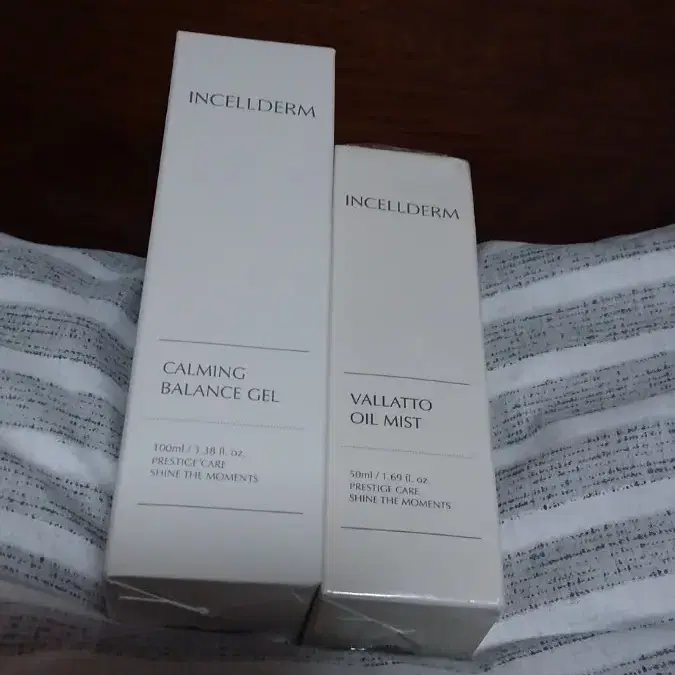 INCELLDERM
CALMING
BALANCE GEL
100ml / 3.38 fl. oz.
PRESTIGE CARE
SHINE THE MOMENTS
INCELLDERM
VALLATTO
OIL MIST
50ml / 1.69 fl. oz.
PRESTIGE CARE
SHINE THE MOMENTS